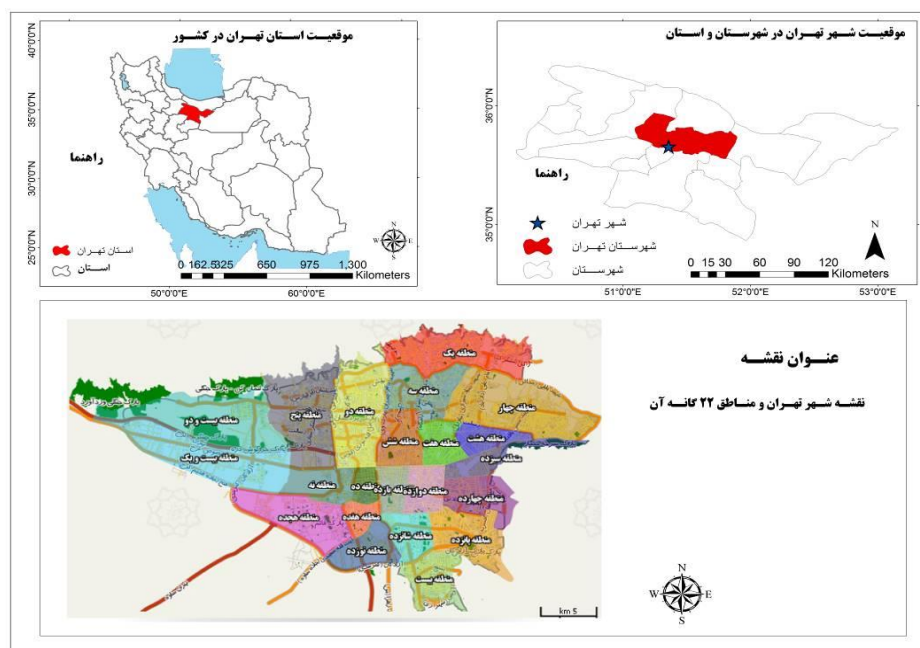 موقعیت استان تهران در کشور
40°0'0"N
35°0'0"N
30°0'0"N
25°0'0"N
راهنما
استان تهران
استان
N
W
E
S
0 162.5 325 650 975 1,300
Kilometers
50°0'0"E
60°0'0"E
موقعیت شهر تهران در شهرستان و استان
36°0'0"N
35°0'0"N
راهنما
شهر تهران
شهرستان تهران
شهرستان
N
0 15 30 60 90 120
Kilometers
51°0'0"E
52°0'0"E
53°0'0"E
عنوان نقشه
نقشه شهر تهران و مناطق ۲۲ گانه آن
منطقه یک
منطقه سه
منطقه چهار
منطقه دو
منطقه پنج
منطقه بیست و دو
منطقه شش
منطقه هفت
منطقه هشت
منطقه سیزده
منطقه بیست و یک
منطقه نه
منطقه ده
منطقه یازده
منطقه دوازده
منطقه چهارده
منطقه هجده
منطقه هفده
منطقه شانزده
منطقه پانزده
منطقه نوزده
منطقه بیست
km 5
N
W
E
S